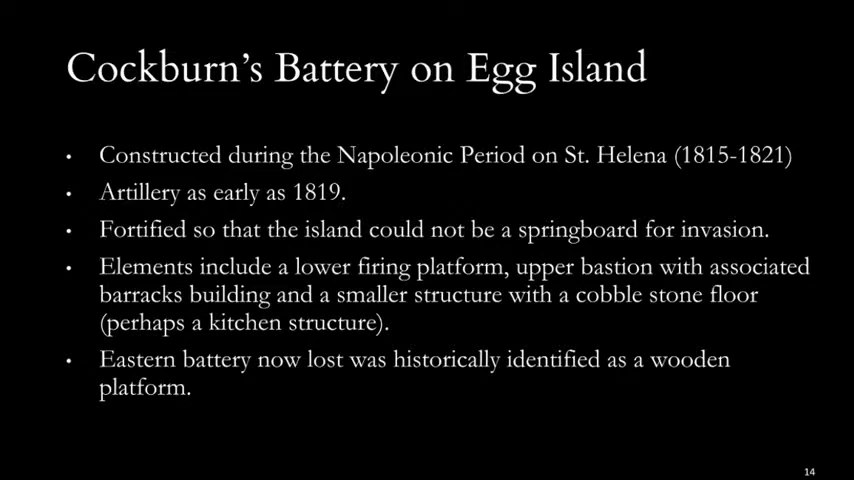 Cockburn's Battery on Egg Island
• Constructed during the Napoleonic Period on St. Helena (1815-1821)
• Artillery as early as 1819.
• Fortified so that the island could not be a springboard for invasion.
• Elements include a lower firing platform, upper bastion with associated
barracks building and a smaller structure with a cobble stone floor
(perhaps a kitchen structure).
• Eastern battery now lost was historically identified as a wooden
platform.
14